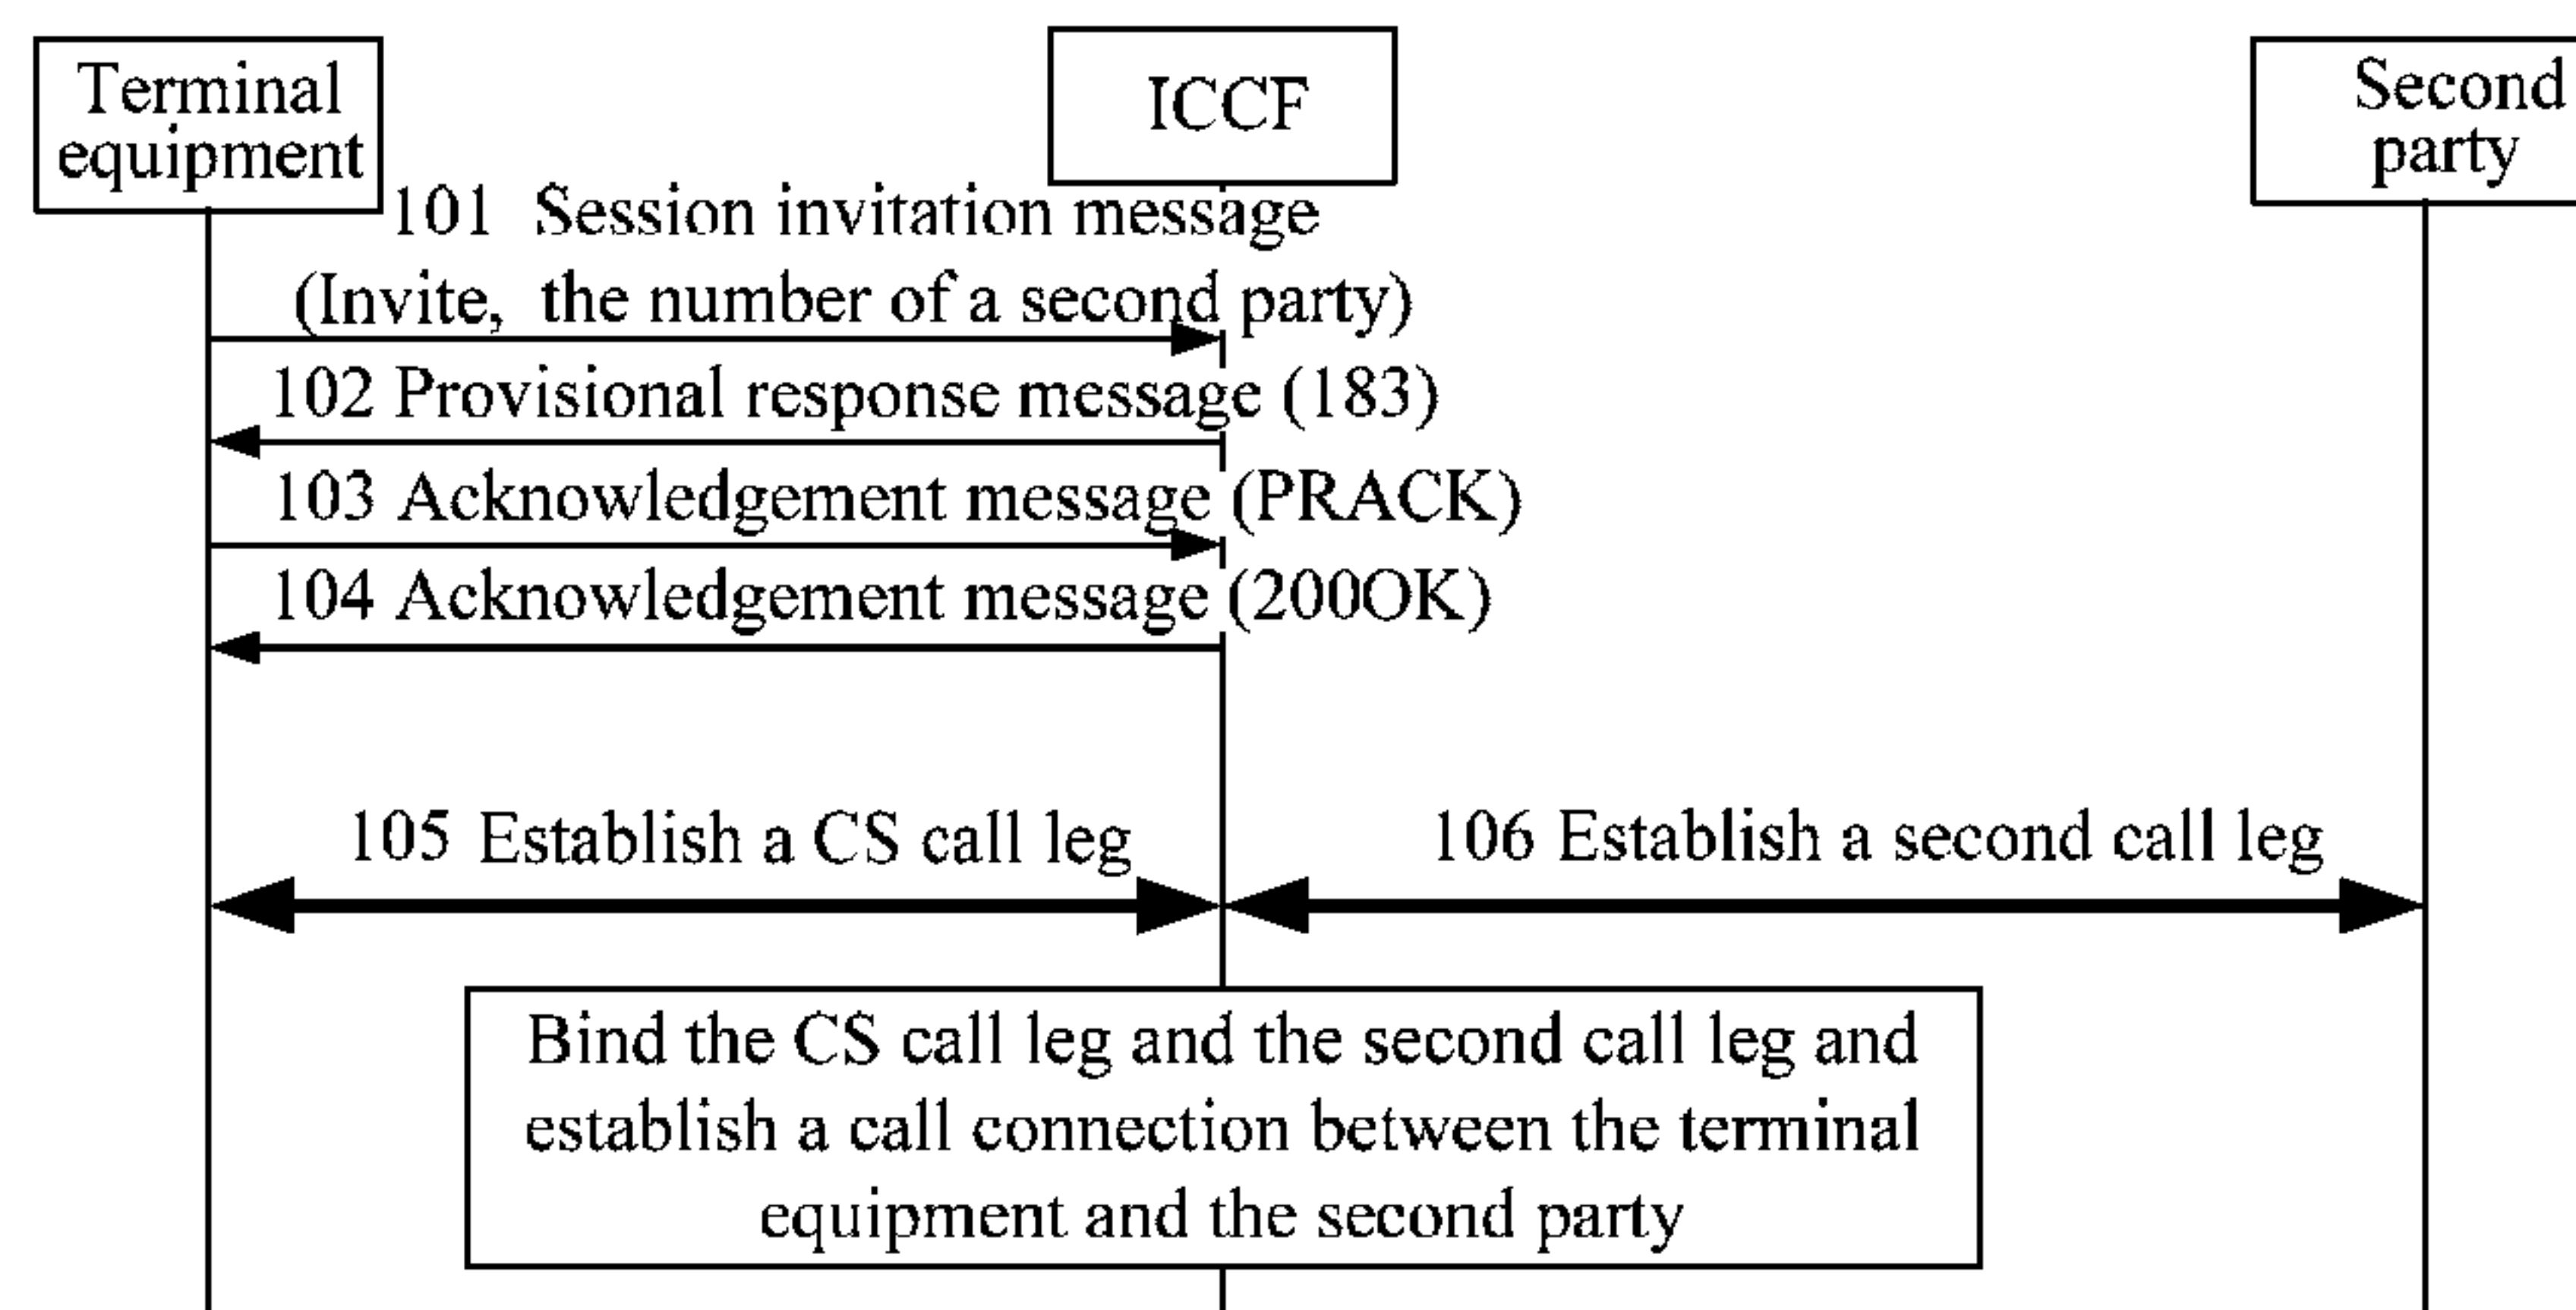 Terminal
equipment
ICCF
Second
party
101 Session invitation message
(Invite, the number of a second party)
102 Provisional response message (183)
103 Acknowledgement message (PRACK)
104 Acknowledgement message (200OK)
105 Establish a CS call leg
106 Establish a second call leg
Bind the CS call leg and the second call leg and
establish a call connection between the terminal
equipment and the second party